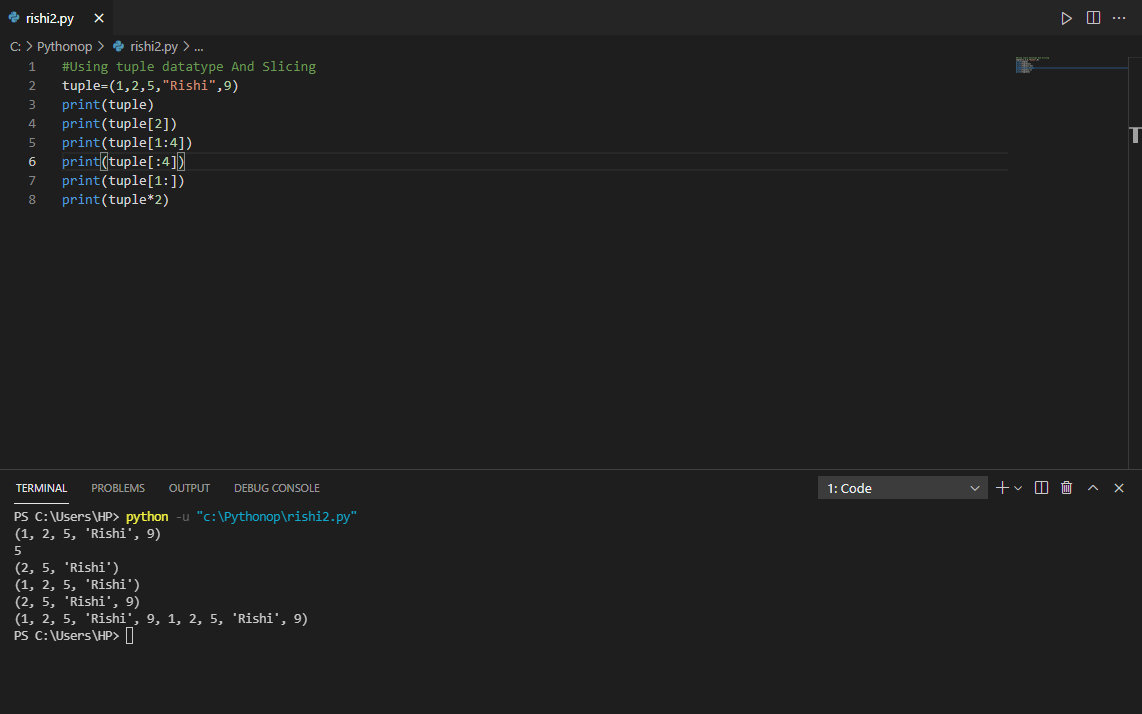 rishi2.py
C: > Pythonop > rishi2.py > ...
1 #Using tuple datatype And Slicing
2 tuple=(1,2,5,"Rishi",9)
3 print(tuple)
4 print(tuple[2])
5 print(tuple[1:4])
6 print(tuple[:4])
7 print(tuple[1:])
8 print(tuple*2)
TERMINAL PROBLEMS OUTPUT DEBUG CONSOLE 1: Code
PS C:\Users\HP> python -u "c:\Pythonop\rishi2.py"
(1, 2, 5, 'Rishi', 9)
5
(2, 5, 'Rishi')
(1, 2, 5, 'Rishi')
(2, 5, 'Rishi', 9)
(1, 2, 5, 'Rishi', 9, 1, 2, 5, 'Rishi', 9)
PS C:\Users\HP>